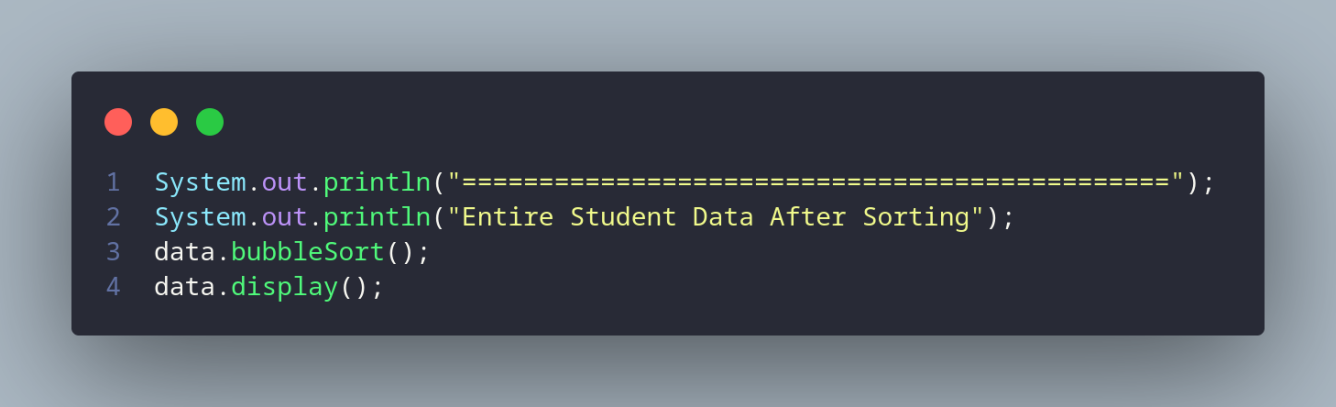 1 System.out.println("==============================================");
2 System.out.println("Entire Student Data After Sorting");
3 data.bubbleSort();
4 data.display();